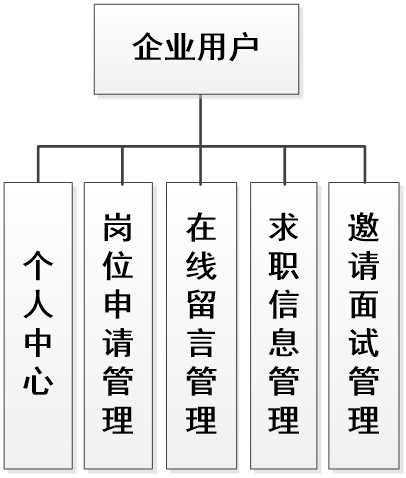 企业用户
个人中心
岗位申请管理
在线留言管理
求职信息管理
邀请面试管理